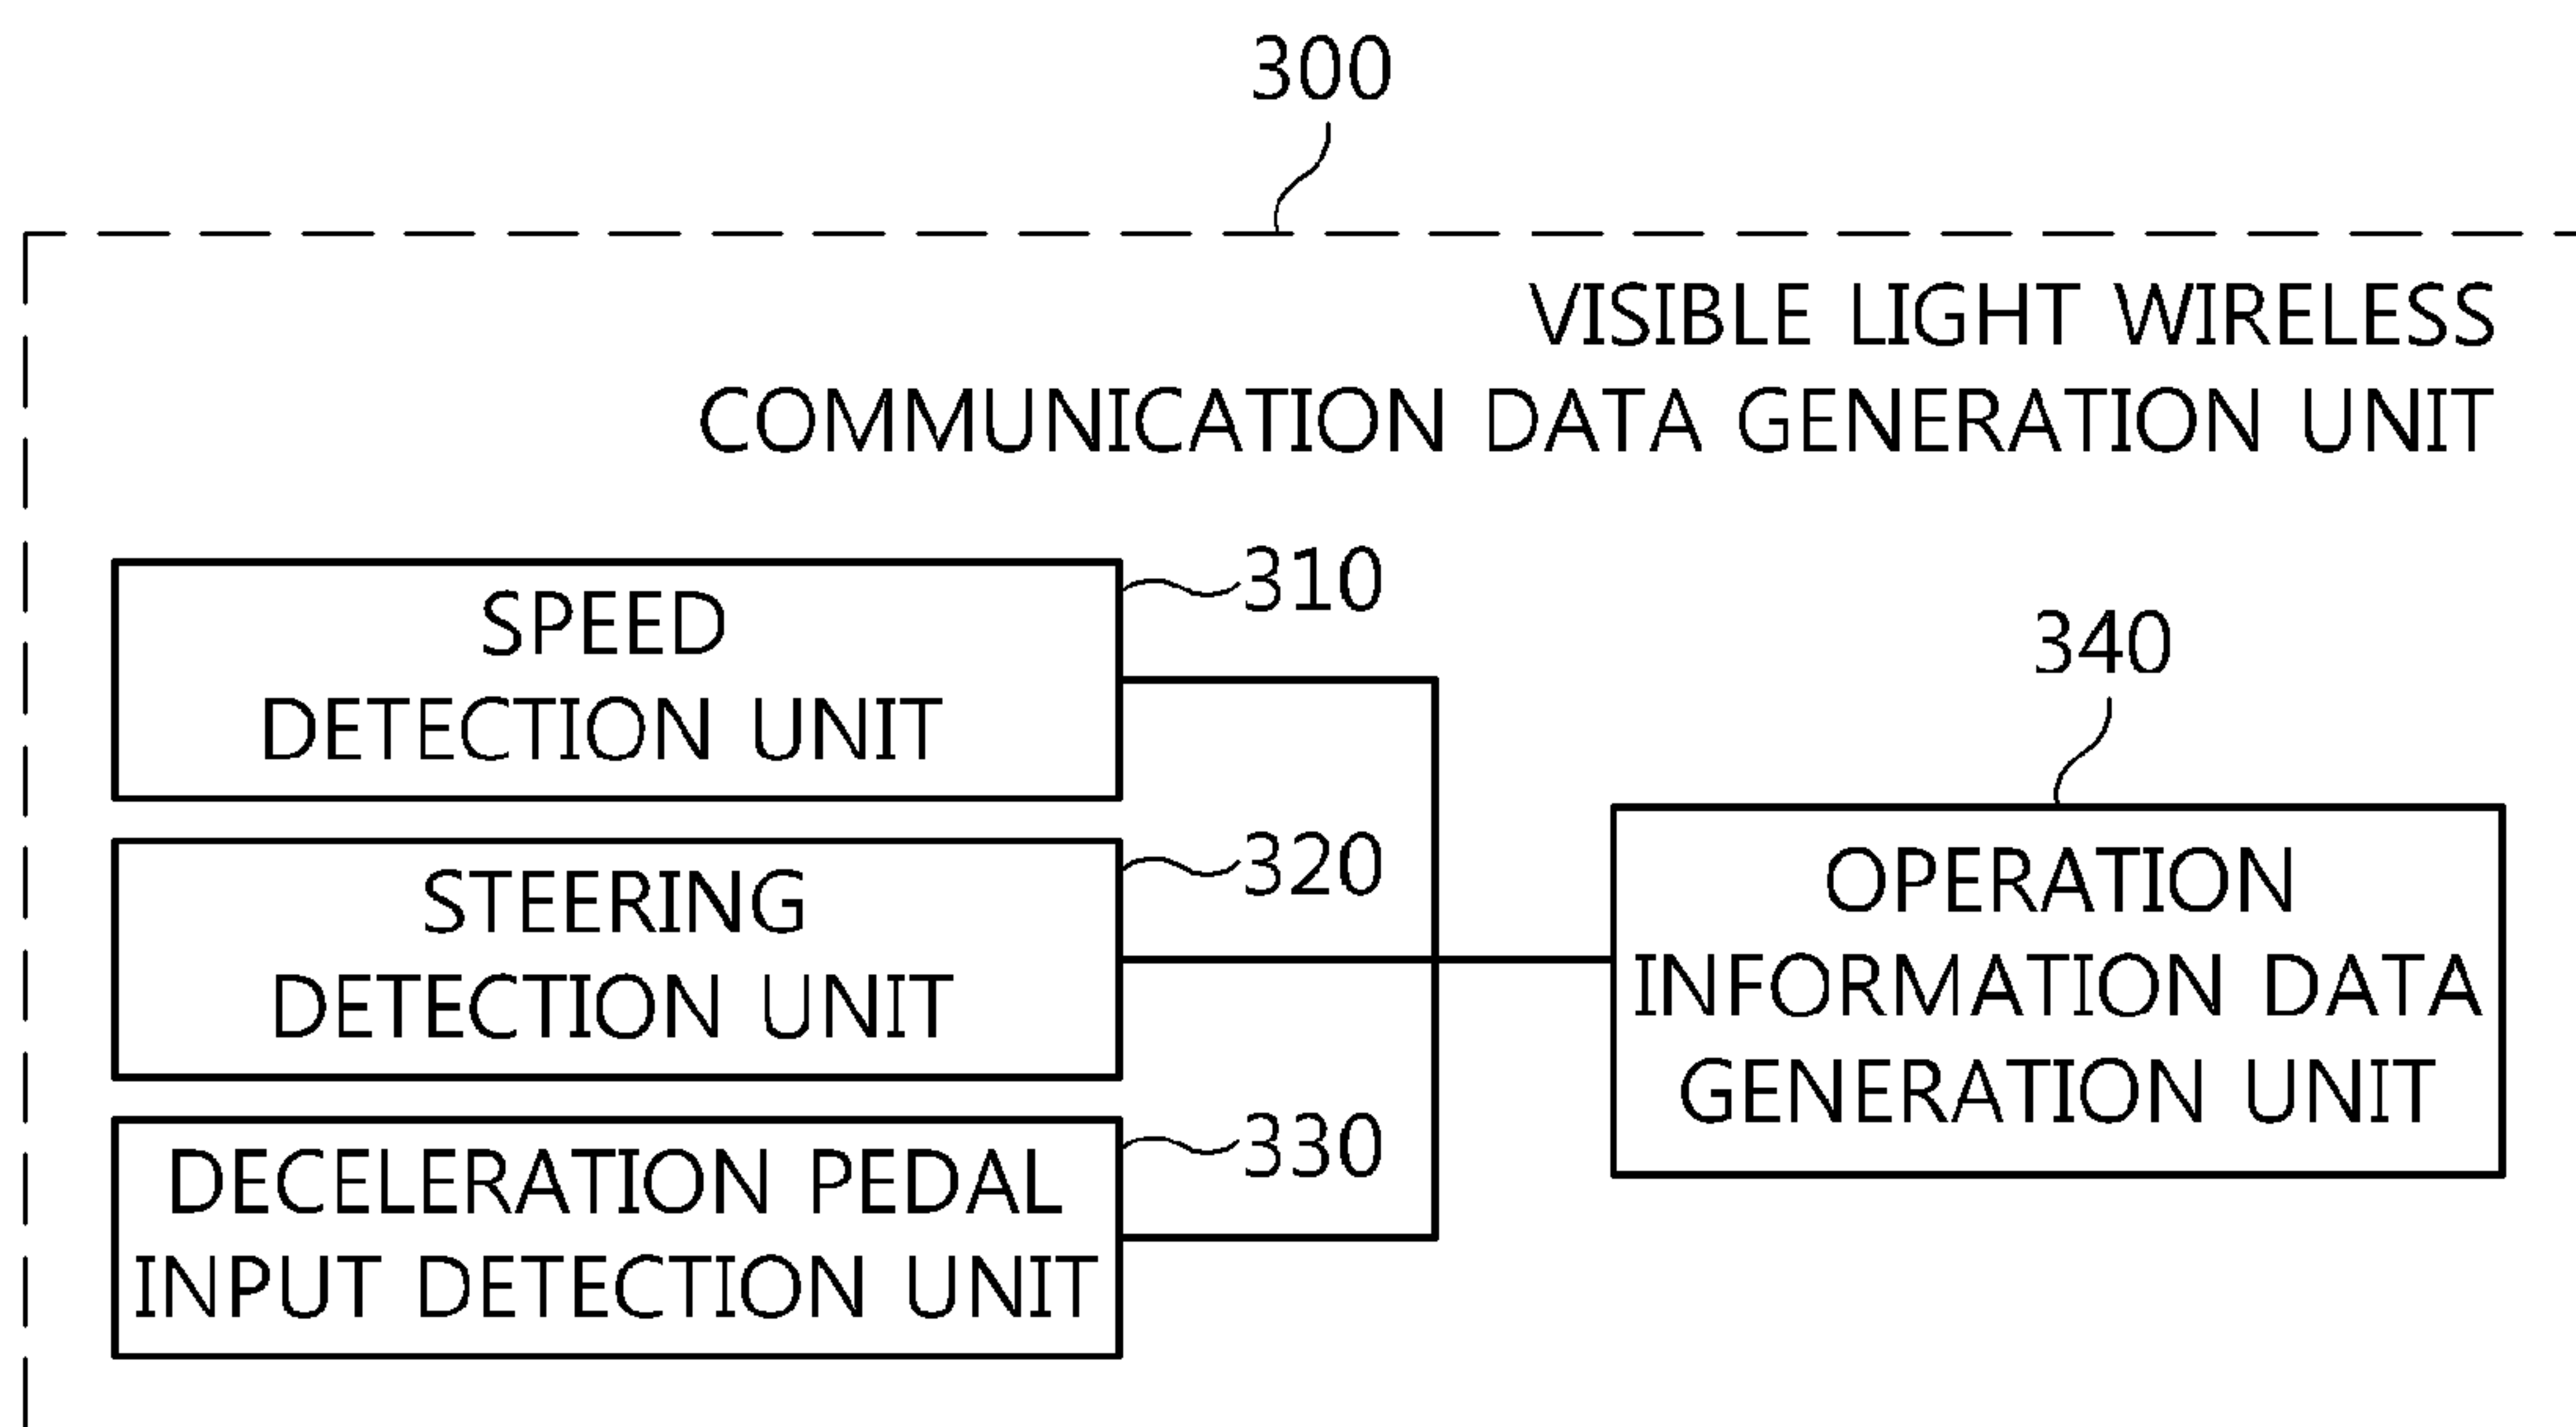 300
VISIBLE LIGHT WIRELESS
COMMUNICATION DATA GENERATION UNIT
310
SPEED
DETECTION UNIT
320
STEERING
DETECTION UNIT
330
DECELERATION PEDAL
INPUT DETECTION UNIT
340
OPERATION
INFORMATION DATA
GENERATION UNIT